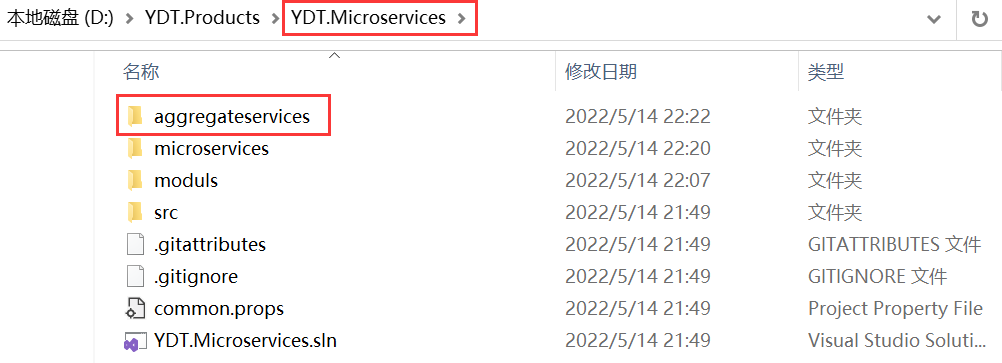 本地磁盘 (D:) YDT.Products YDT.Microservices
名称 修改日期 类型
aggregateservices 2022/5/14 22:22 文件夹
microservices 2022/5/14 22:20 文件夹
moduls 2022/5/14 22:07 文件夹
src 2022/5/14 21:49 文件夹
.gitattributes 2022/5/14 21:49 GITATTRIBUTES 文件
.gitignore 2022/5/14 21:49 GITIGNORE 文件
common.props 2022/5/14 21:49 Project Property File
YDT.Microservices.sln 2022/5/14 21:49 Visual Studio Soluti...